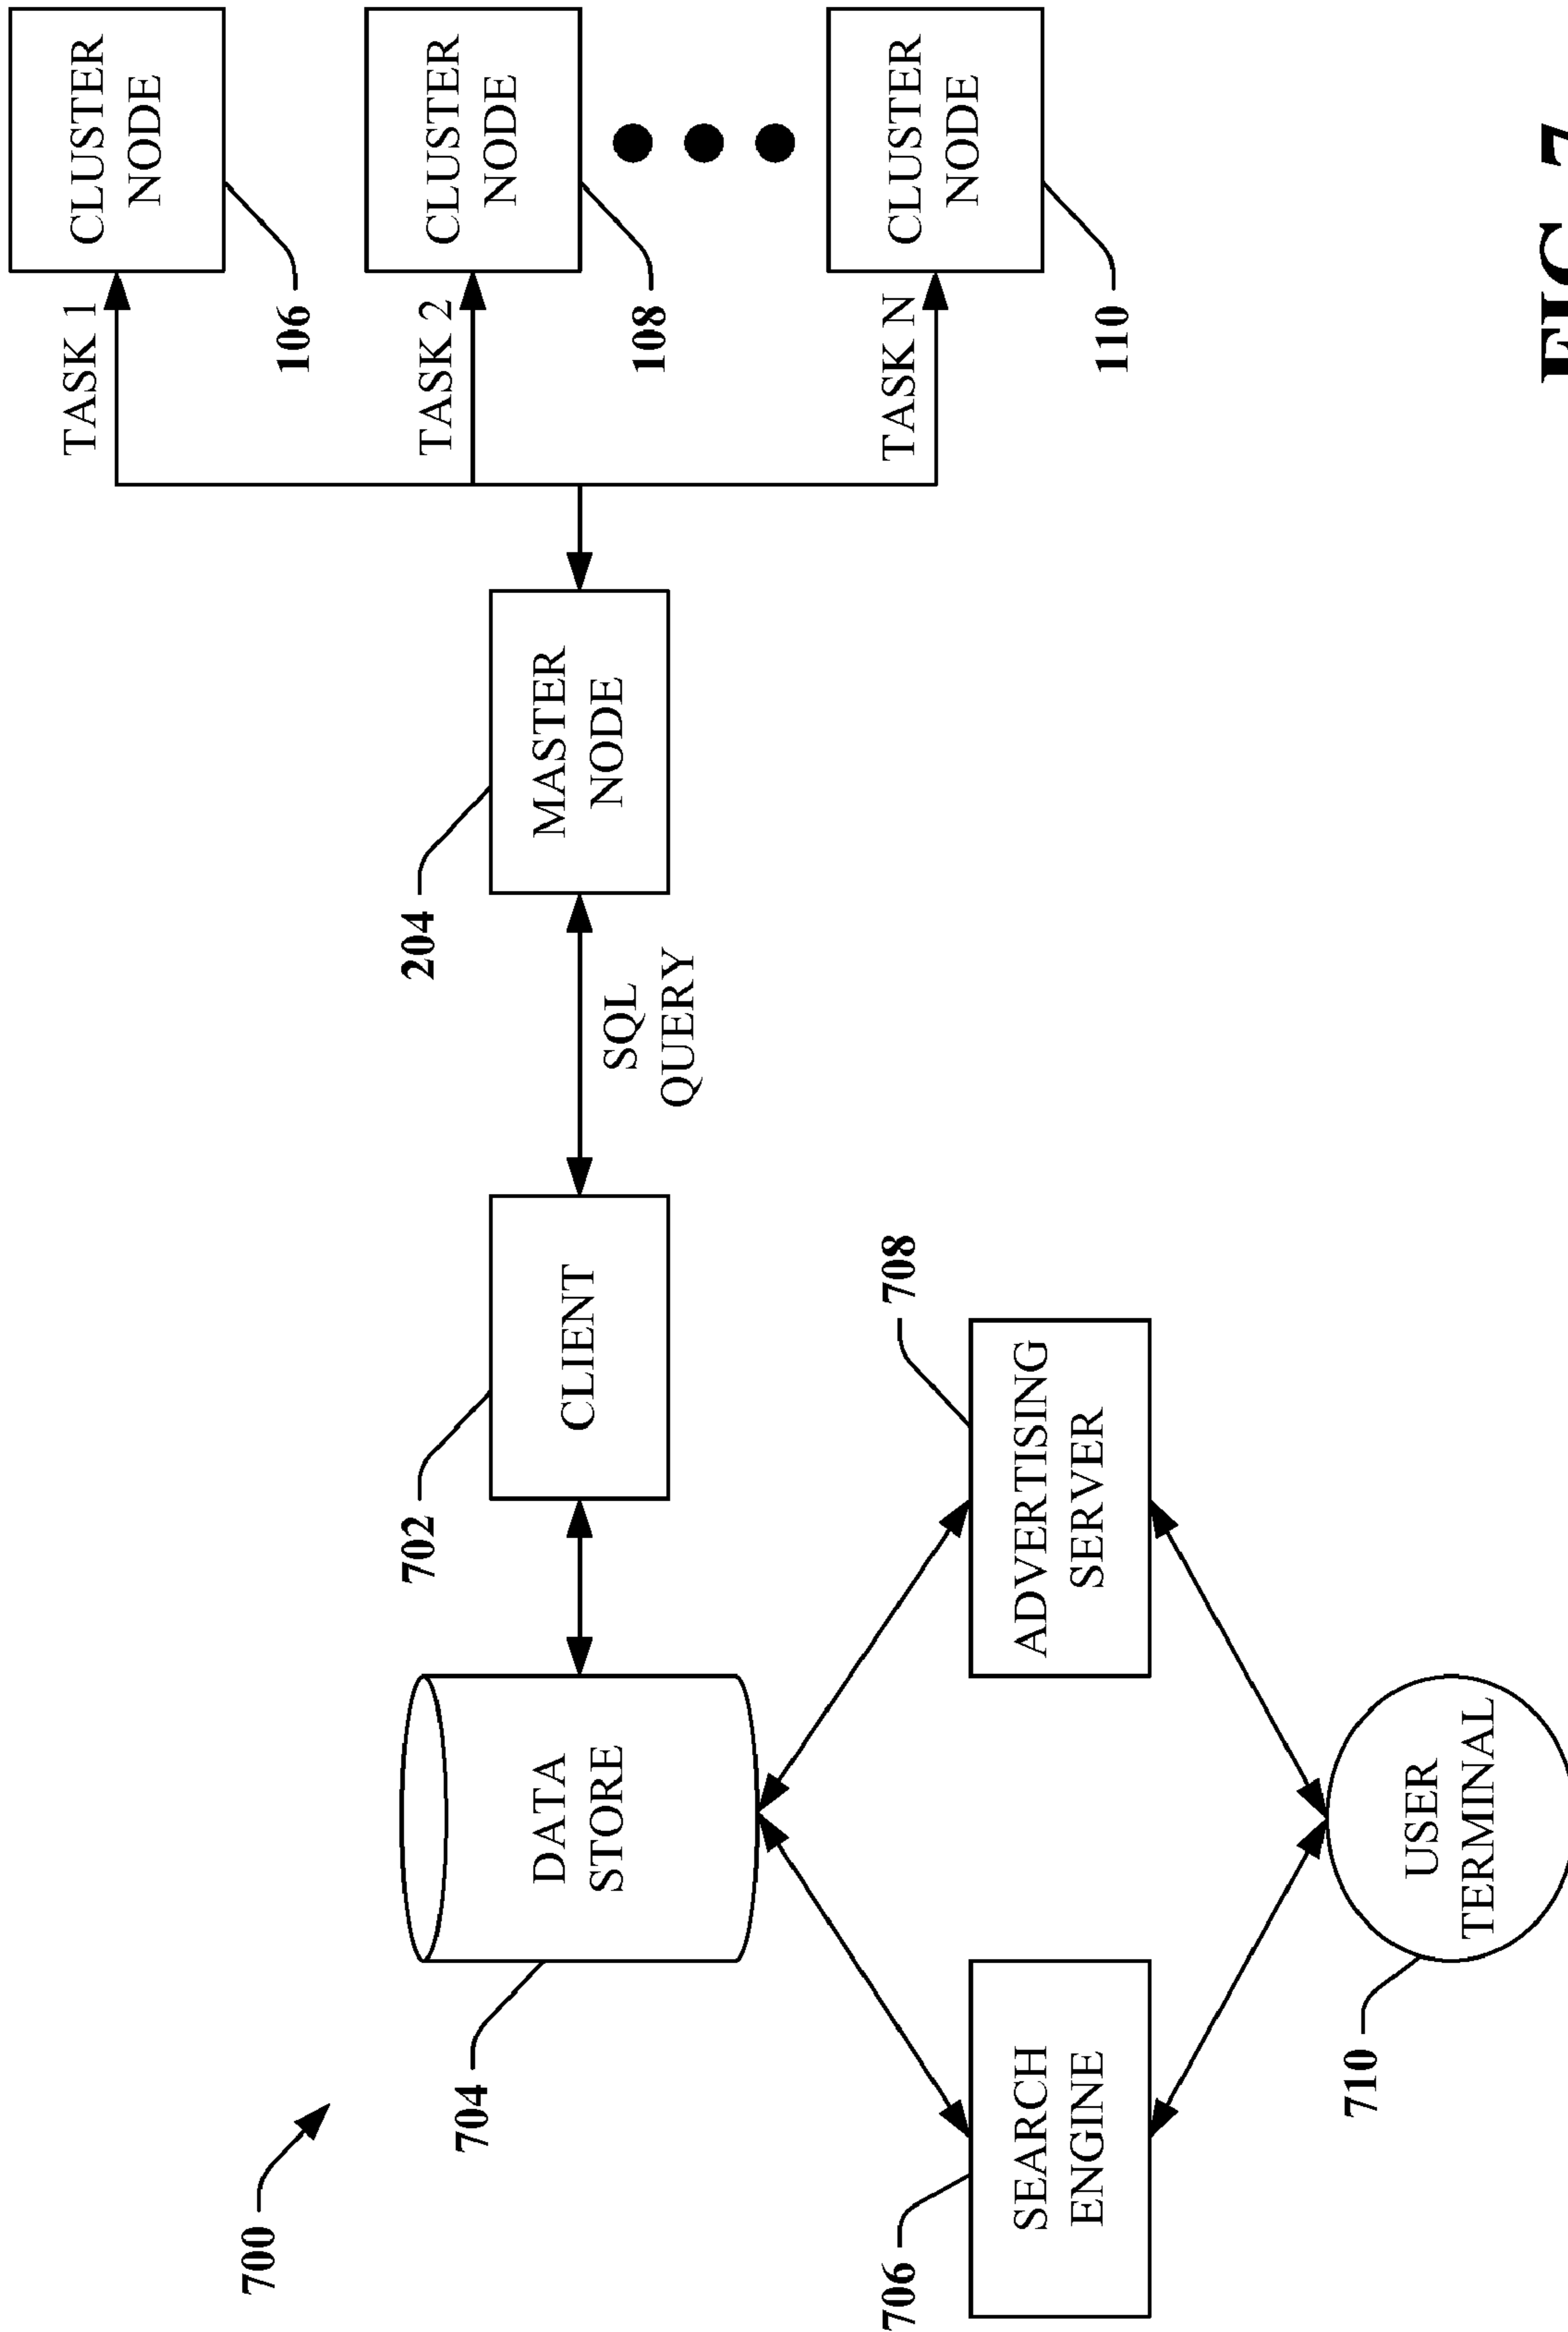 TASK 1
CLUSTER
NODE
700
106
702
204
TASK 2
CLUSTER
NODE
704
DATA
STORE
CLIENT
MASTER
NODE
SQL
QUERY
108
706
708
TASK N
CLUSTER
NODE
SEARCH
ENGINE
ADVERTISING
SERVER
110
710
USER
TERMINAL
FIG. 7